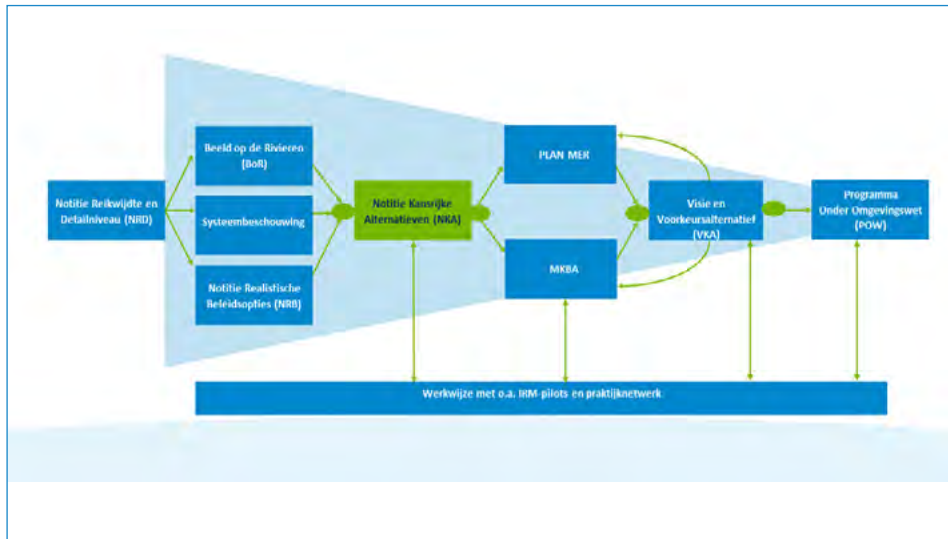 Notitie Reikwijdte en
Detailniveau (NRD)
Beeld op de Rivieren
(BoR)
Systeembeschouwing
Notitie Realistische
Beleidsopties (NRB)
Notitie Kansrijke
Alternatieven (NKA)
PLAN MER
MKBA
Visie en
Voorkeursalternatief
(VKA)
Programma
Onder Omgevingswet
(POW)
Werkwijze met o.a. IRM-pilots en praktijknetwerk